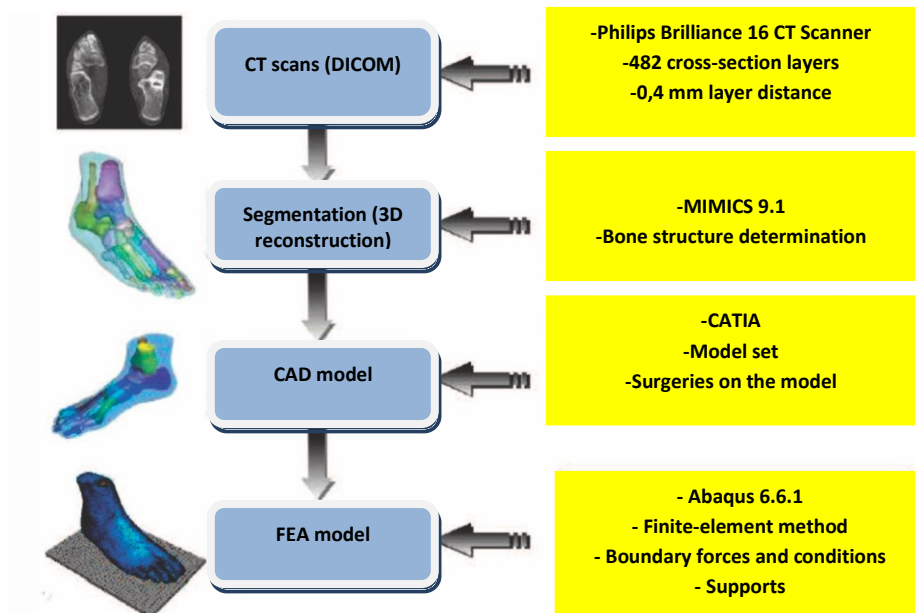 CT scans (DICOM)
-Philips Brilliance 16 CT Scanner
-482 cross-section layers
-0,4 mm layer distance
Segmentation (3D
reconstruction)
-MIMICS 9.1
-Bone structure determination
CAD model
-CATIA
-Model set
-Surgeries on the model
FEA model
- Abaqus 6.6.1
- Finite-element method
- Boundary forces and conditions
- Supports